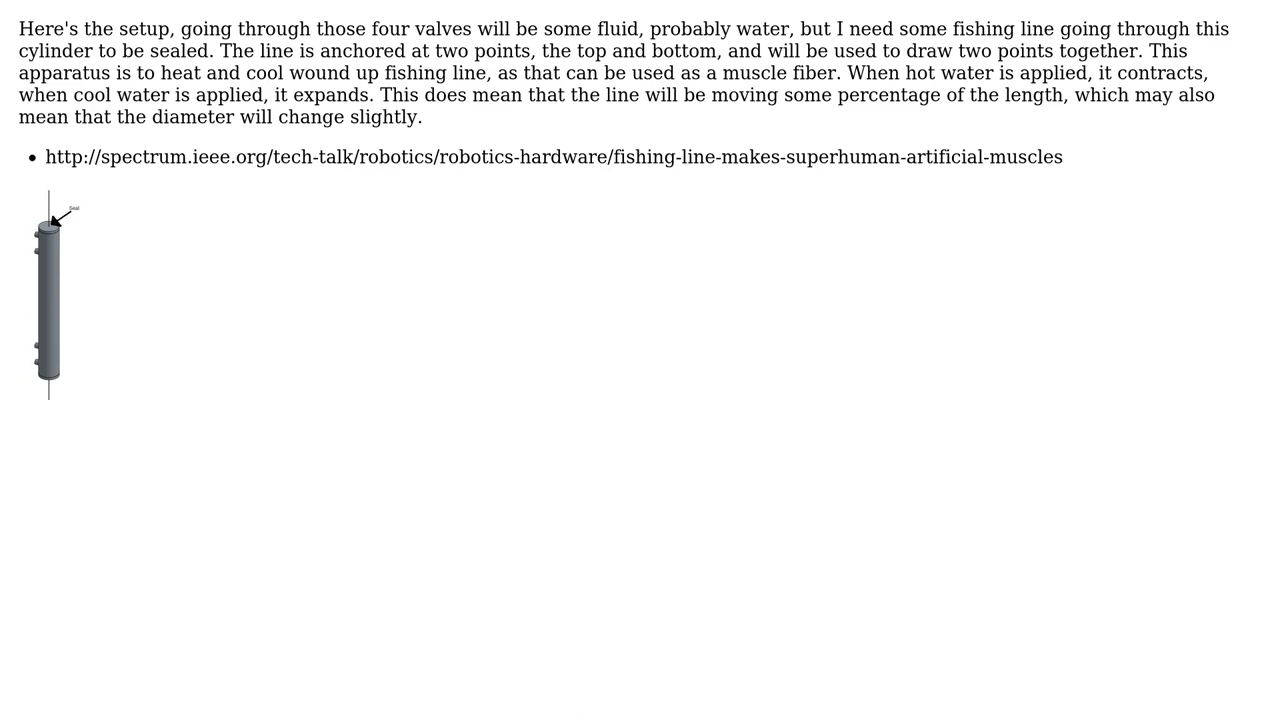 Here's the setup, going through those four valves will be some fluid, probably water, but I need some fishing line going through this
cylinder to be sealed. The line is anchored at two points, the top and bottom, and will be used to draw two points together. This
apparatus is to heat and cool wound up fishing line, as that can be used as a muscle fiber. When hot water is applied, it contracts,
when cool water is applied, it expands. This does mean that the line will be moving some percentage of the length, which may also
mean that the diameter will change slightly.
• http://spectrum.ieee.org/tech-talk/robotics/robotics-hardware/fishing-line-makes-superhuman-artificial-muscles
Seal